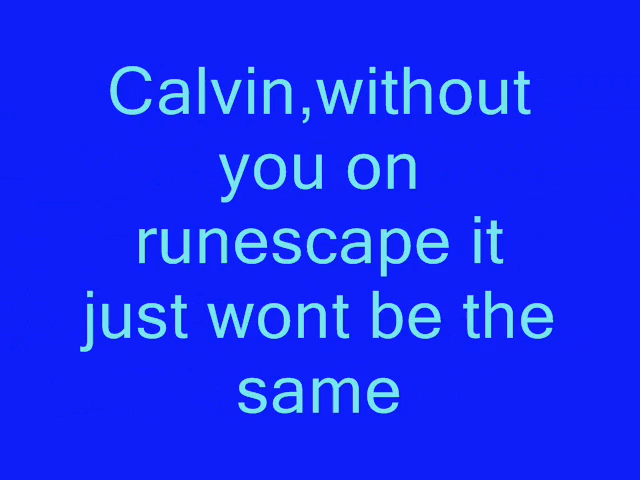 Calvin,without
you on
runescape it
just wont be the
same